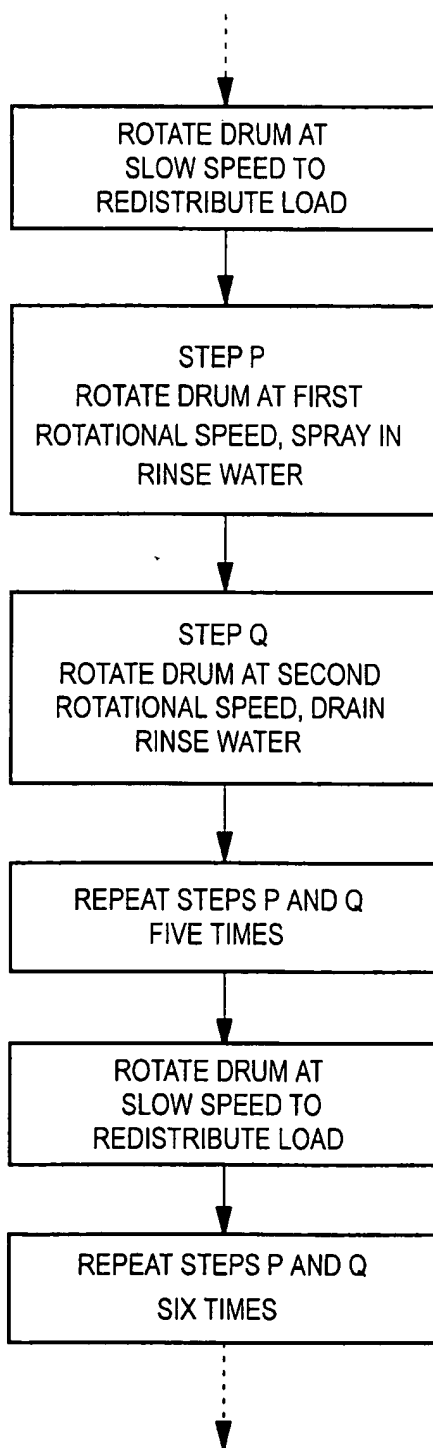 ROTATE DRUM AT
SLOW SPEED TO
REDISTRIBUTE LOAD
STEP P
ROTATE DRUM AT FIRST
ROTATIONAL SPEED, SPRAY IN
RINSE WATER
STEP Q
ROTATE DRUM AT SECOND
ROTATIONAL SPEED, DRAIN
RINSE WATER
REPEAT STEPS P AND Q
FIVE TIMES
ROTATE DRUM AT
SLOW SPEED TO
REDISTRIBUTE LOAD
REPEAT STEPS P AND Q
SIX TIMES